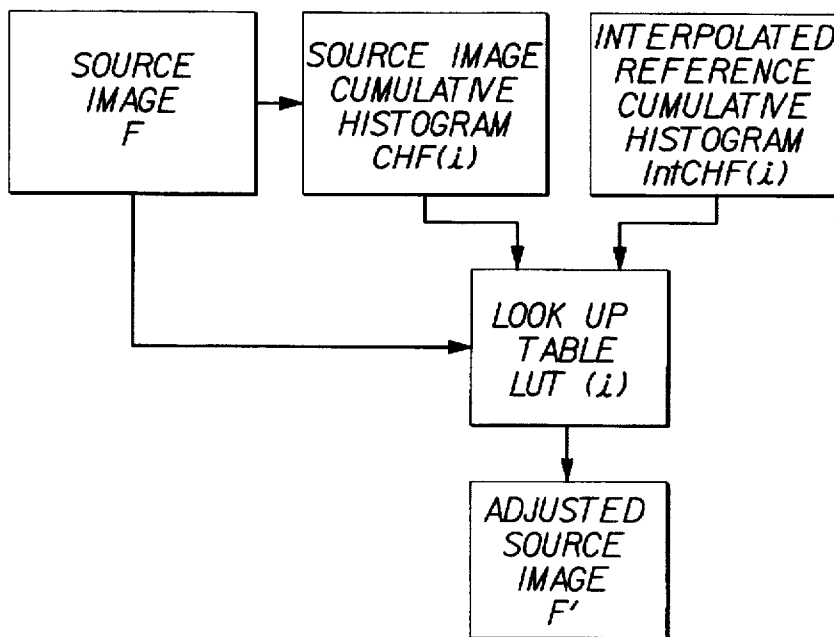 SOURCE
IMAGE
F
SOURCE IMAGE
CUMULATIVE
HISTOGRAM
CHF(i)
INTERPOLATED
REFERENCE
CUMULATIVE
HISTOGRAM
IntCHF(i)
LOOK UP
TABLE
LUT (i)
ADJUSTED
SOURCE
IMAGE
F'